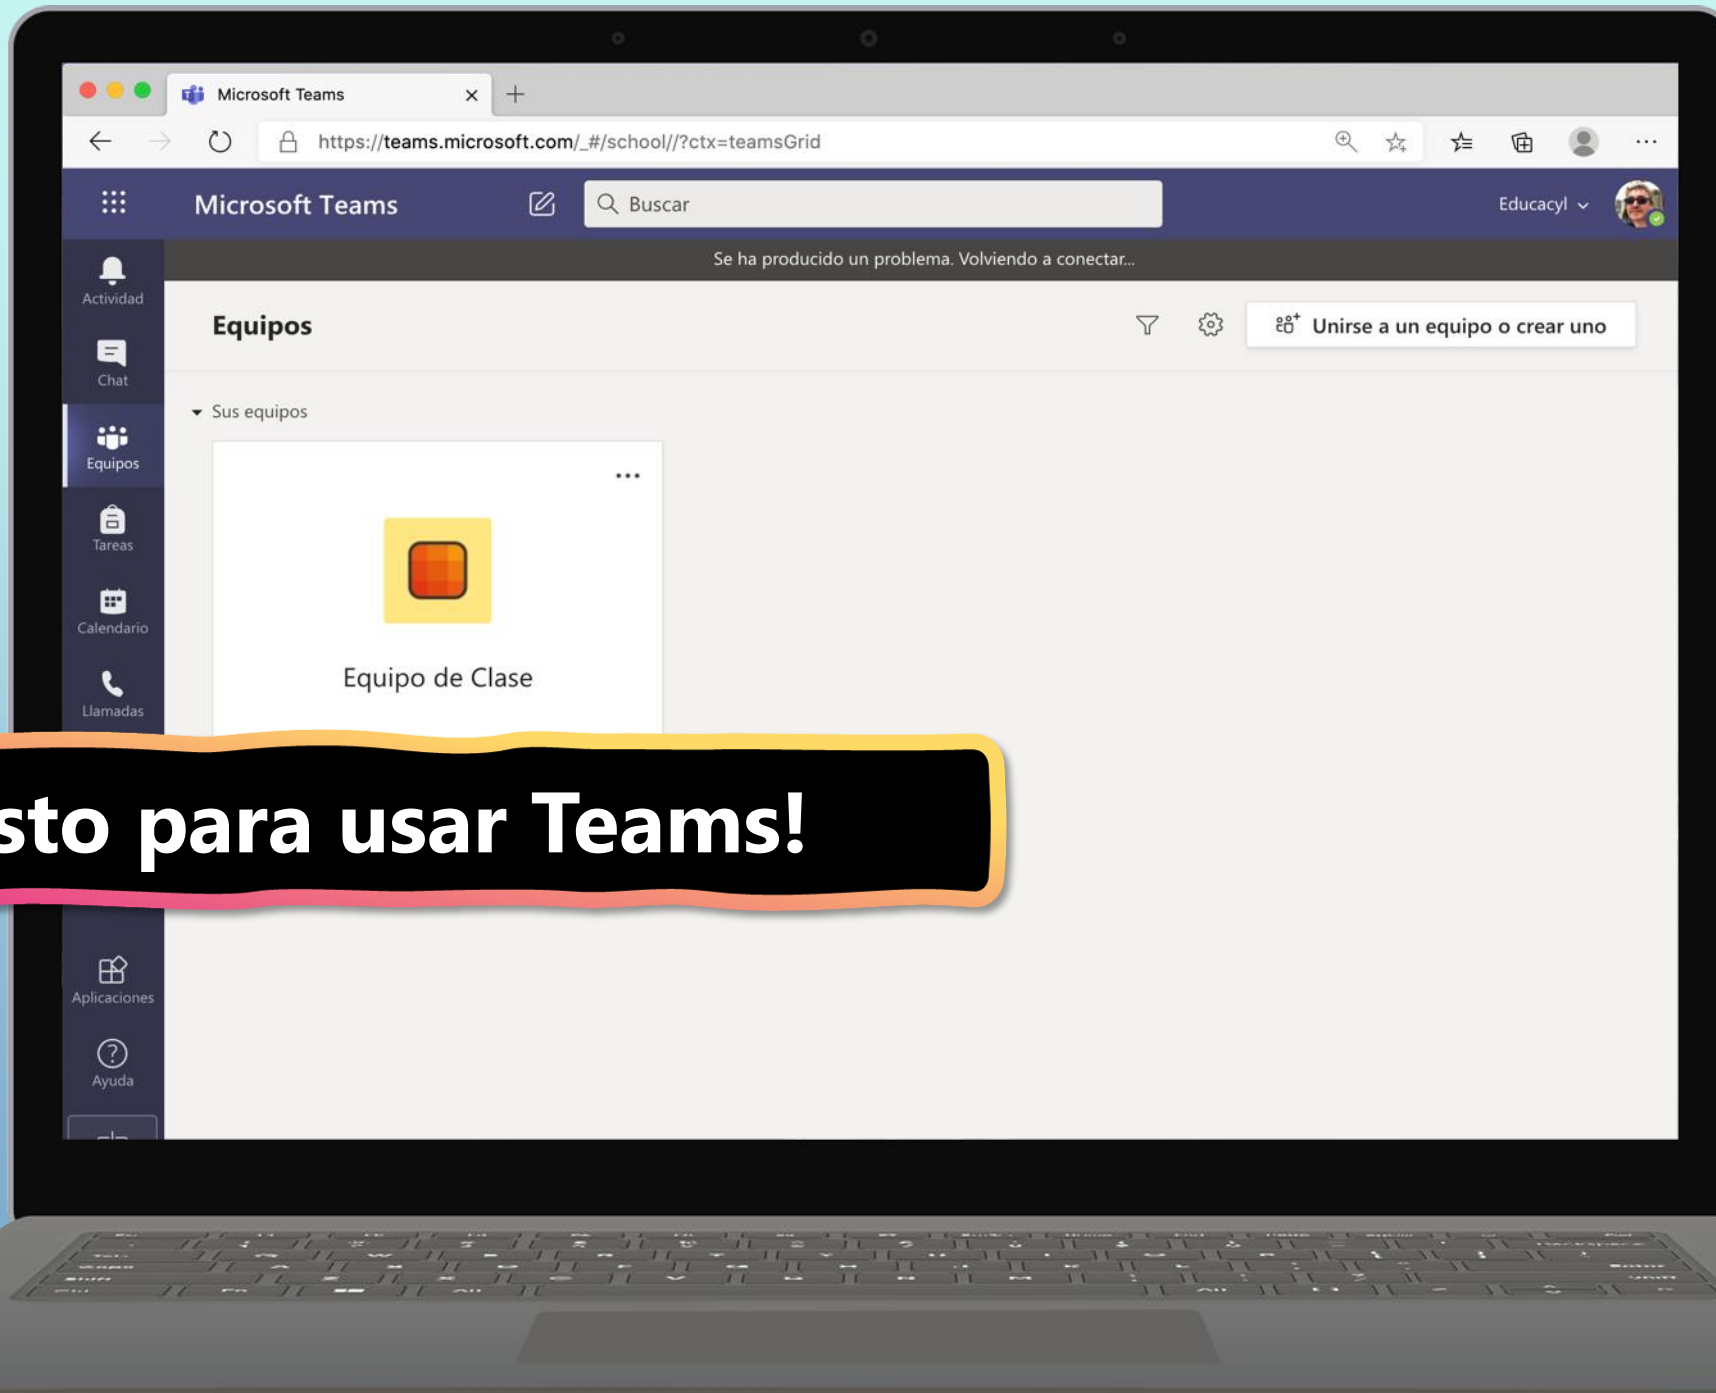 Microsoft Teams
https://teams.microsoft.com/_#/school//?ctx=teamsGrid
Microsoft Teams
Buscar
Educacyl
Se ha producido un problema. Volviendo a conectar...
Actividad
Equipos
Unirse a un equipo o crear uno
Chat
Sus equipos
Equipos
Tareas
Equipo de Clase
Calendario
Llamadas
sto para usar Teams!
Aplicaciones
Ayuda